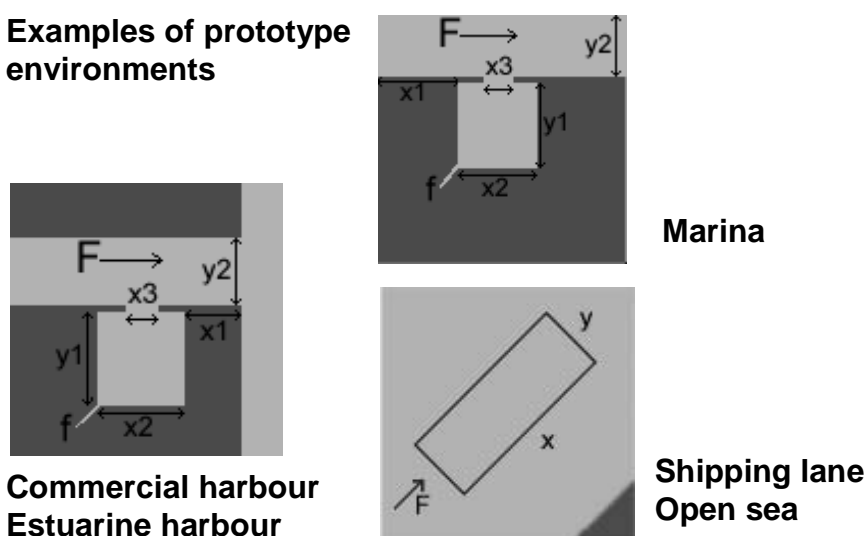 Examples of prototype
environments
F
y2
x3
x1
y1
f
x2
Marina
F
y2
x3
x1
y1
f
x2
Commercial harbour
Estuarine harbour
y
x
F
Shipping lane
Open sea